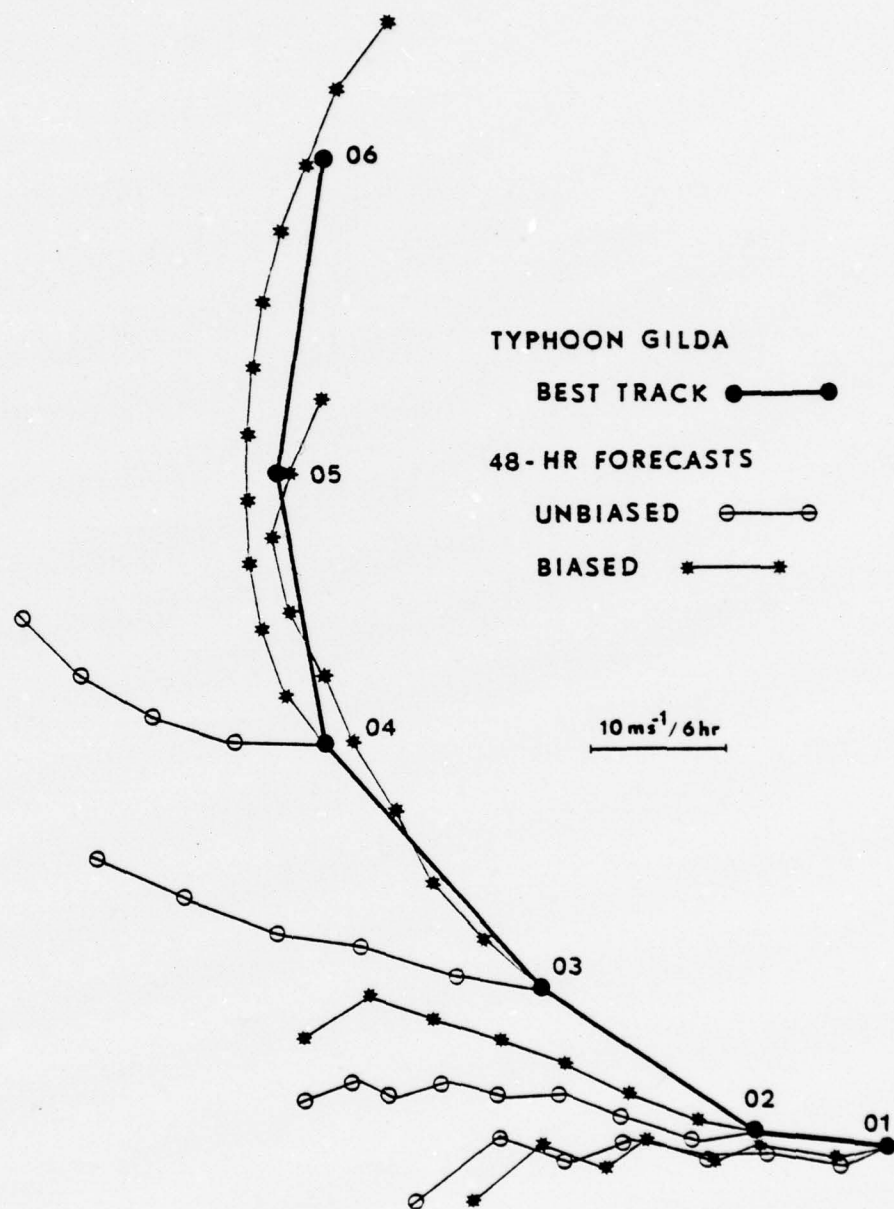 06
TYPHOON GILDA
BEST TRACK
05
48-HR FORECASTS
UNBIASED
BIASED
04
10 ms⁻¹/6 hr
03
02
01